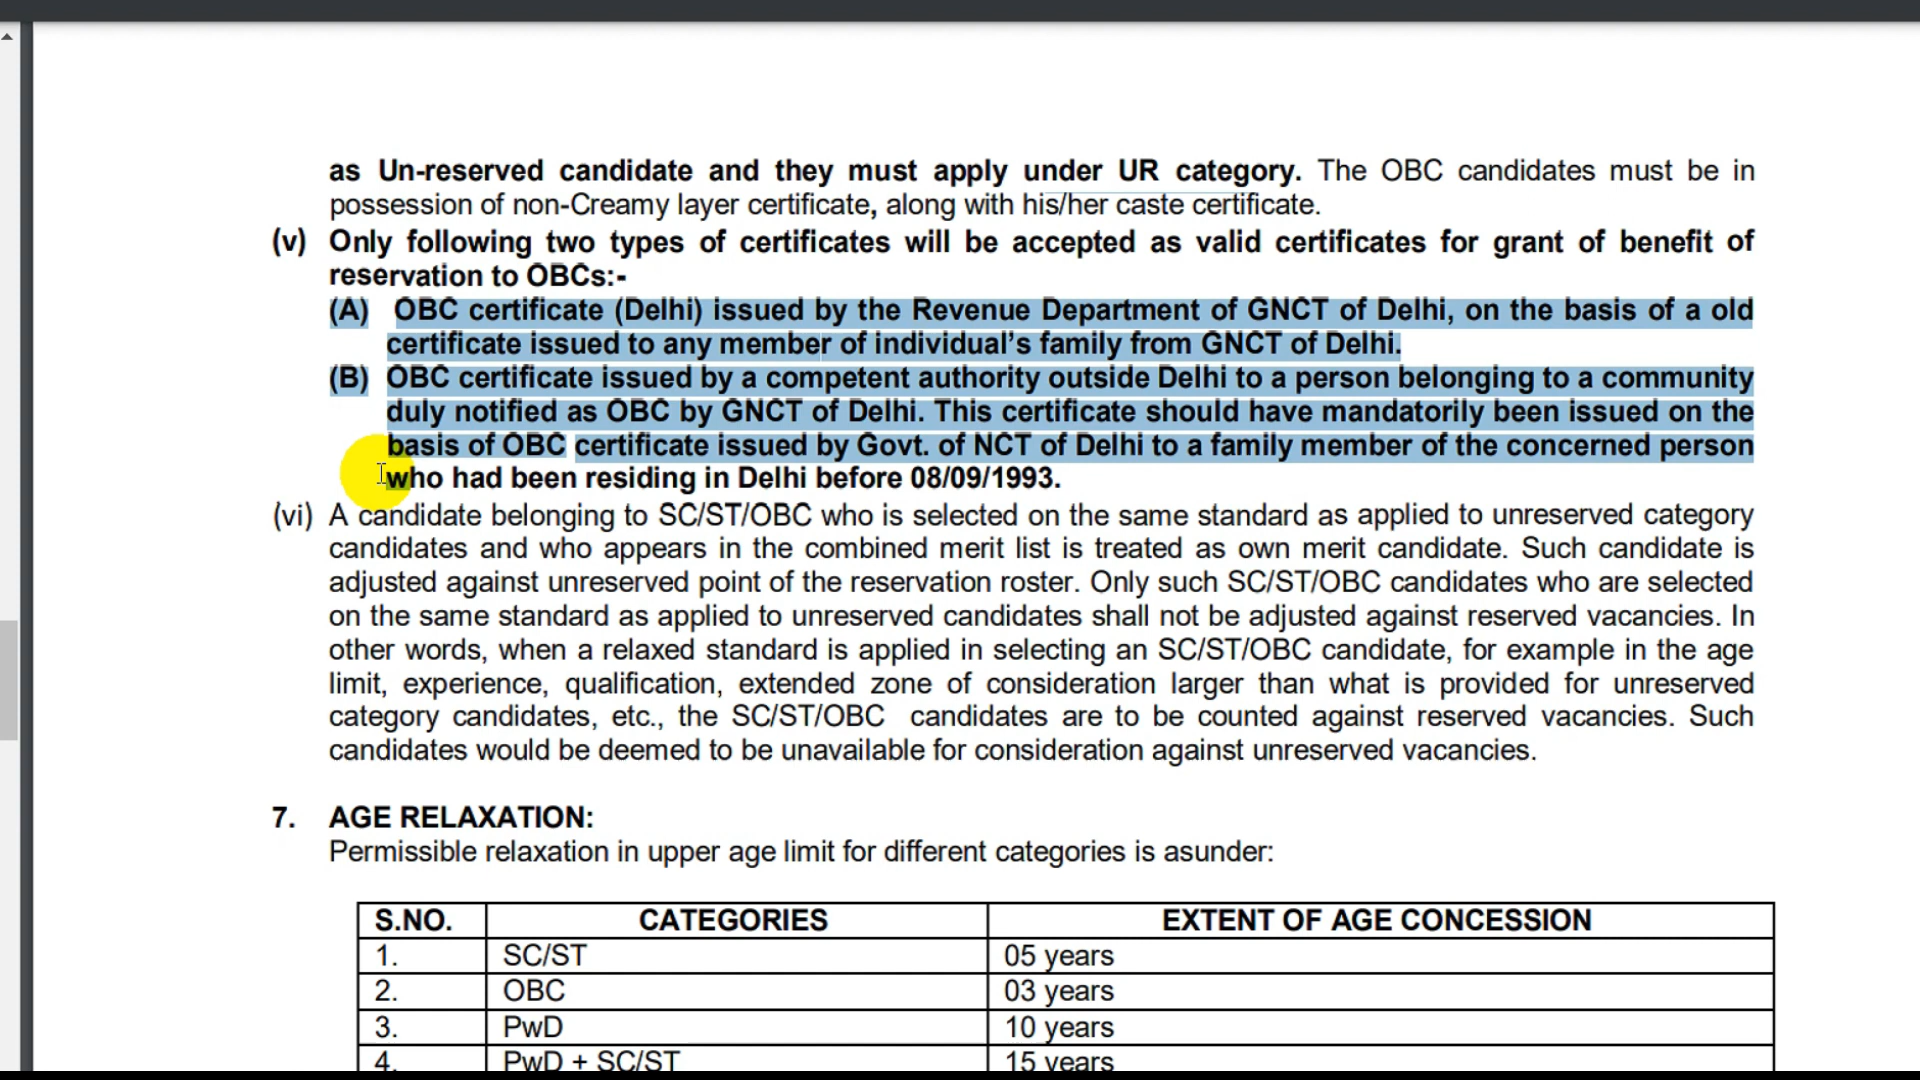 as Un-reserved candidate and they must apply under UR category. The OBC candidates must be in
possession of non-Creamy layer certificate, along with his/her caste certificate.
(v) Only following two types of certificates will be accepted as valid certificates for grant of benefit of
reservation to OBCs:-
(A) OBC certificate (Delhi) issued by the Revenue Department of GNCT of Delhi, on the basis of a old
certificate issued to any member of individual's family from GNCT of Delhi.
(B) OBC certificate issued by a competent authority outside Delhi to a person belonging to a community
duly notified as OBC by GNCT of Delhi. This certificate should have mandatorily been issued on the
basis of OBC certificate issued by Govt. of NCT of Delhi to a family member of the concerned person
who had been residing in Delhi before 08/09/1993.
(vi) A candidate belonging to SC/ST/OBC who is selected on the same standard as applied to unreserved category
candidates and who appears in the combined merit list is treated as own merit candidate. Such candidate is
adjusted against unreserved point of the reservation roster. Only such SC/ST/OBC candidates who are selected
on the same standard as applied to unreserved candidates shall not be adjusted against reserved vacancies. In
other words, when a relaxed standard is applied in selecting an SC/ST/OBC candidate, for example in the age
limit, experience, qualification, extended zone of consideration larger than what is provided for unreserved
category candidates, etc., the SC/ST/OBC candidates are to be counted against reserved vacancies. Such
candidates would be deemed to be unavailable for consideration against unreserved vacancies.
7. AGE RELAXATION:
Permissible relaxation in upper age limit for different categories is asunder:
S.NO. CATEGORIES EXTENT OF AGE CONCESSION
1. SC/ST 05 years
2. OBC 03 years
3. PwD 10 years
4. PwD + SC/ST 15 years